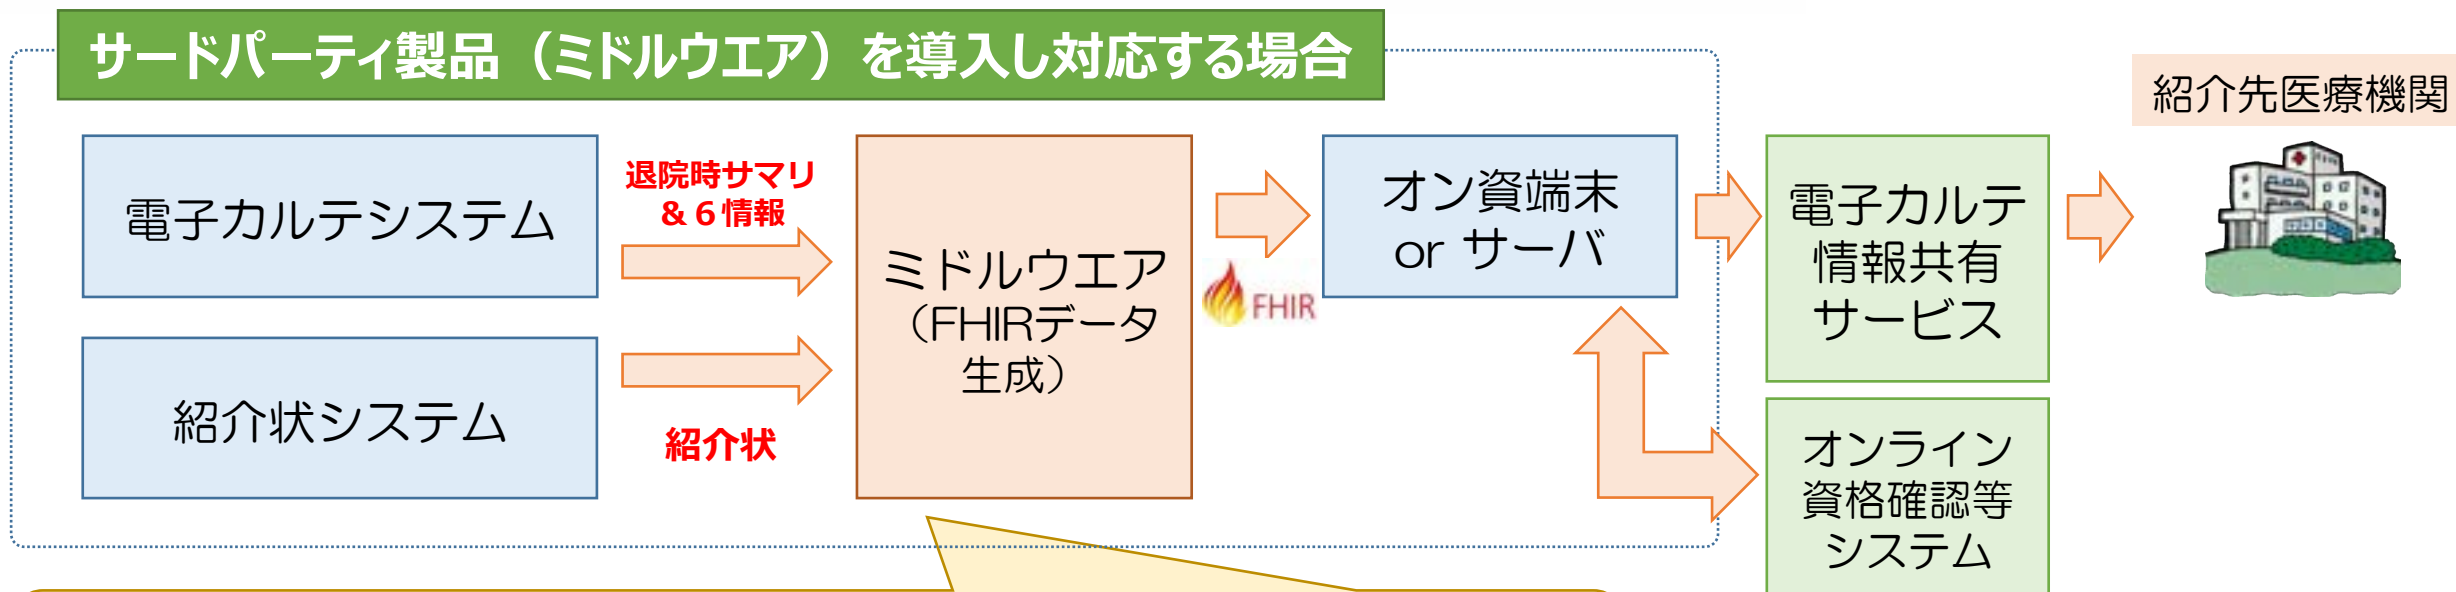 サードパーティ製品（ミドルウエア）を導入し対応する場合
電子カルテシステム
退院時サマリ
＆６情報
紹介状システム
紹介状
ミドルウエア
（FHIRデータ
生成）
FHIR
オン資端末
or サーバ
電子カルテ
情報共有
サービス
オンライン
資格確認等
システム
紹介先医療機関